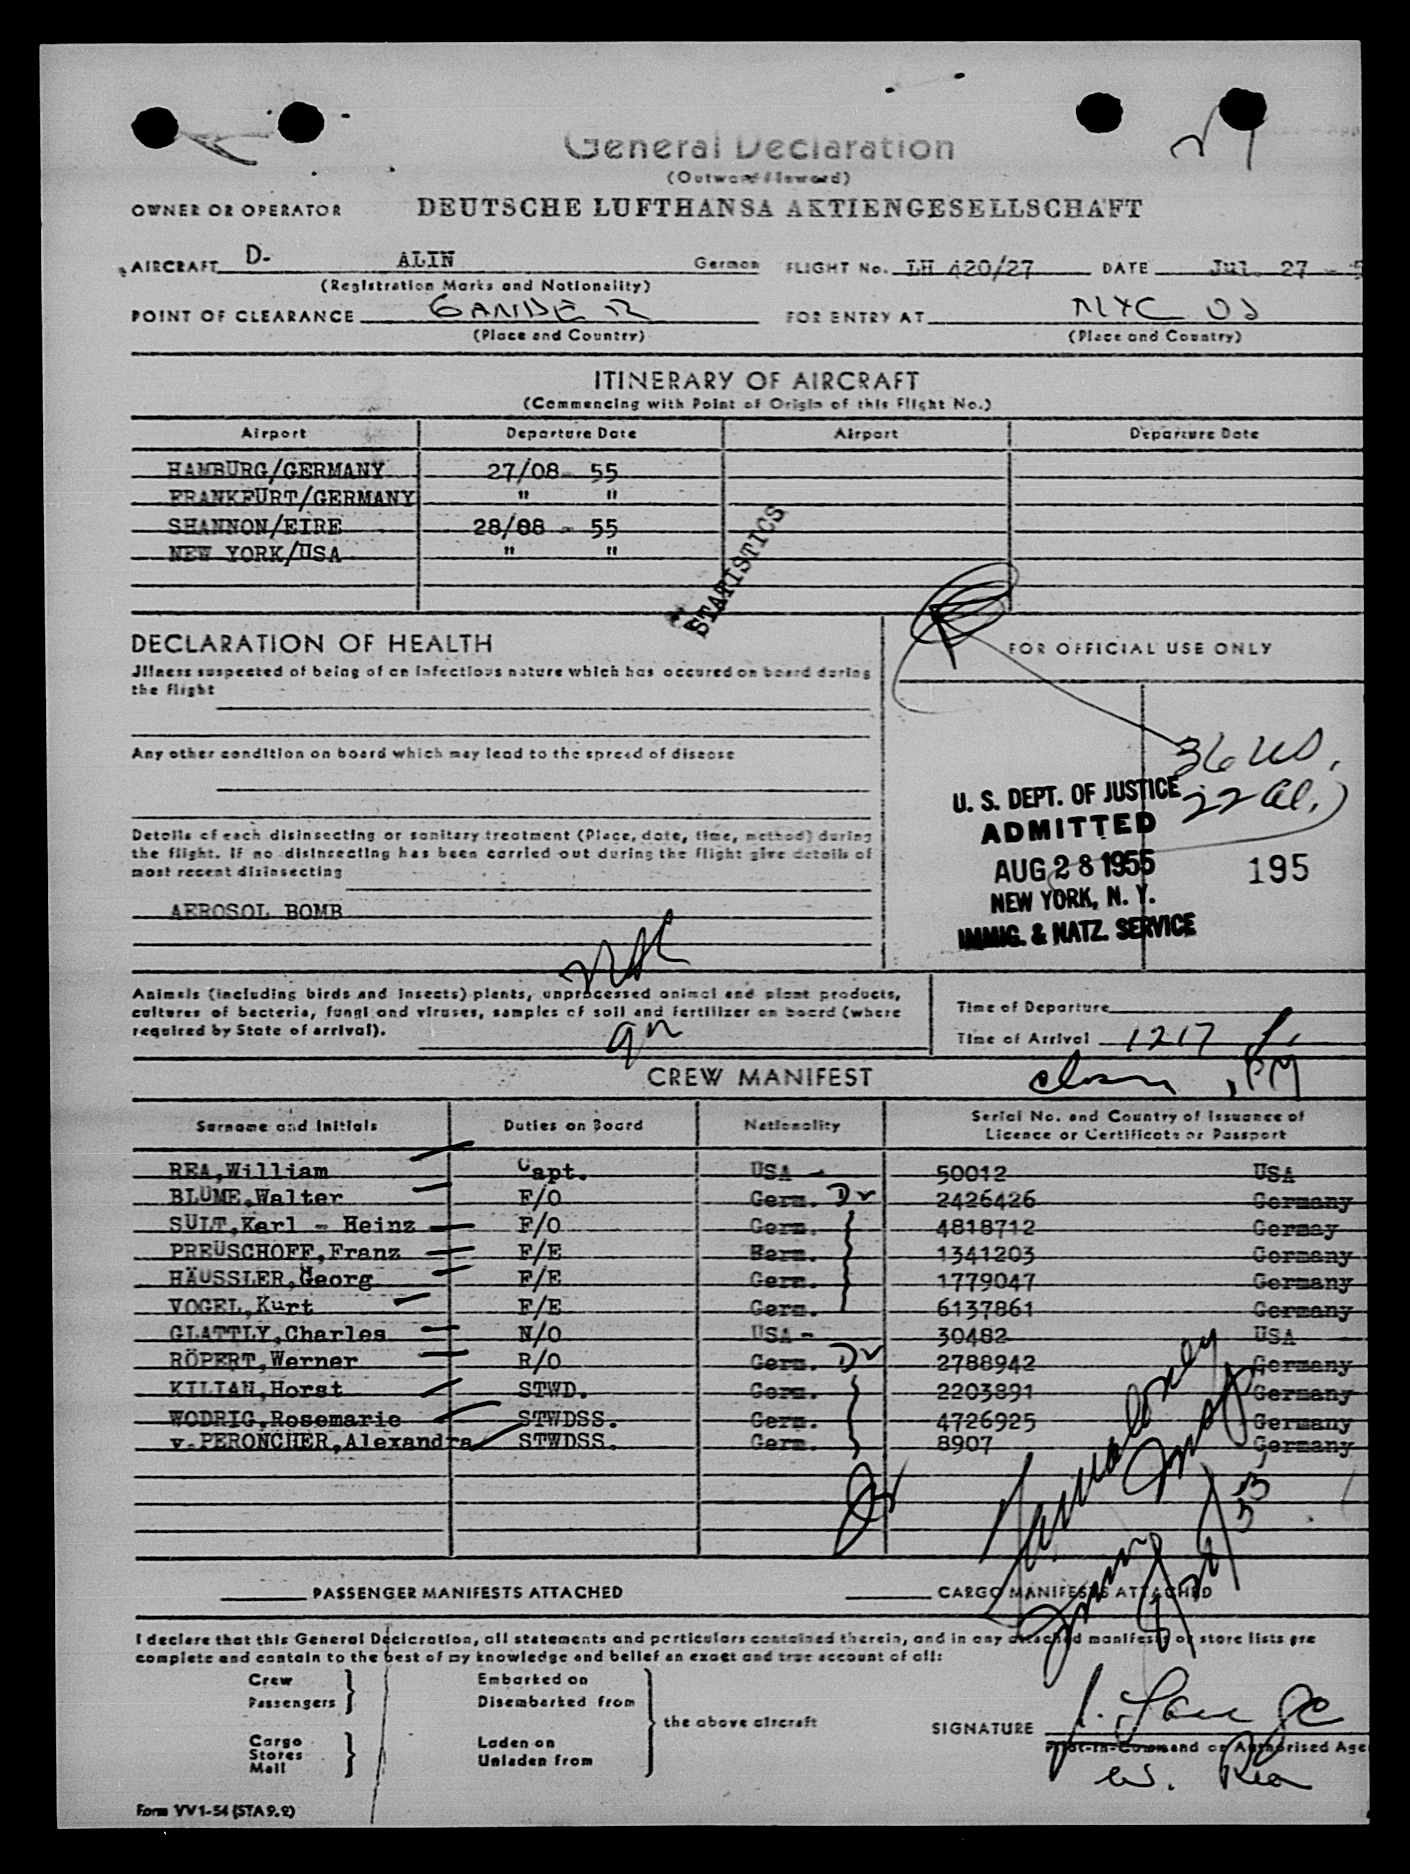 General Declaration
(Outward/Inward)
OWNER OR OPERATOR DEUTSCHE LUFTHANSA AKTIENGESELLSCHAFT
AIRCRAFT D- ALIN German FLIGHT No. LH 420/27 DATE Jul. 27 - 5
(Registration Marks and Nationality)
POINT OF CLEARANCE GANDER FOR ENTRY AT NYC US
(Place and Country) (Place and Country)
ITINERARY OF AIRCRAFT
(Commencing with Point of Origin of this Flight No.)
Airport Departure Date Airport Departure Date
HAMBURG/GERMANY 27/08- 55
FRANKFURT/GERMANY " "
SHANNON/EIRE 28/08 - 55
NEW YORK/USA " "
STATISTICS
DECLARATION OF HEALTH
FOR OFFICIAL USE ONLY
Jllness suspected of being of an infectious nature which has occured on board during
the flight
Any other condition on board which may lead to the spread of disease
36 US,
22 al.)
U. S. DEPT. OF JUSTICE
ADMITTED
AUG 28 1955
NEW YORK, N. Y.
IMMIG. & NATZ. SERVICE
195
Details of each disinsecting or sanitary treatment (Place, date, time, method) during
the flight. If no disinsecting has been carried out during the flight give details of
most recent disinsecting
AEROSOL BOMB
Animals (including birds and insects) plants, unprocessed animal and plant products,
cultures of bacteria, fungi and viruses, samples of soil and fertilizer on board (where
required by State of arrival).
Time of Departure
Time of Arrival 1217
PM
CREW MANIFEST
Surname and Initials Duties on Board Nationality Serial No. and Country of Issuance of
Licence or Certificate or Passport
REA,William Capt. USA - 50012 USA
BLUME,Walter F/O Germ. 2426426 Germany
SULT,Karl - Heinz F/O Germ. 4818712 Germay
PREUSCHOFF,Franz F/E Berm. 1341203 Germany
HÄUSSLER,Georg F/E Germ. 1779047 Germany
VOGEL,Kurt F/E Germ. 6137861 Germany
GLATTLY,Charles N/O USA - 30482 USA
RÖPERT,Werner R/O Germ. 2788942 Germany
KILIAN,Horst STWD. Germ. 2203891 Germany
WODRIG,Rosemarie STWDSS. Germ. 4726925 Germany
v.PERONCHER,Alexandra STWDSS. Germ. 8907 Germany
PASSENGER MANIFESTS ATTACHED CARGO MANIFESTS ATTACHED
I declare that this General Declaration, all statements and particulars contained therein, and in any attached manifests or store lists are
complete and contain to the best of my knowledge and belief an exact and true account of all:
Crew Embarked on
Passengers Disembarked from
the above aircraft
Cargo Laden on
Stores Unladen from
Mail
SIGNATURE
Pilot-in-Command or Authorised Age
W. Rea
Form VV1-54 (STA9.2)